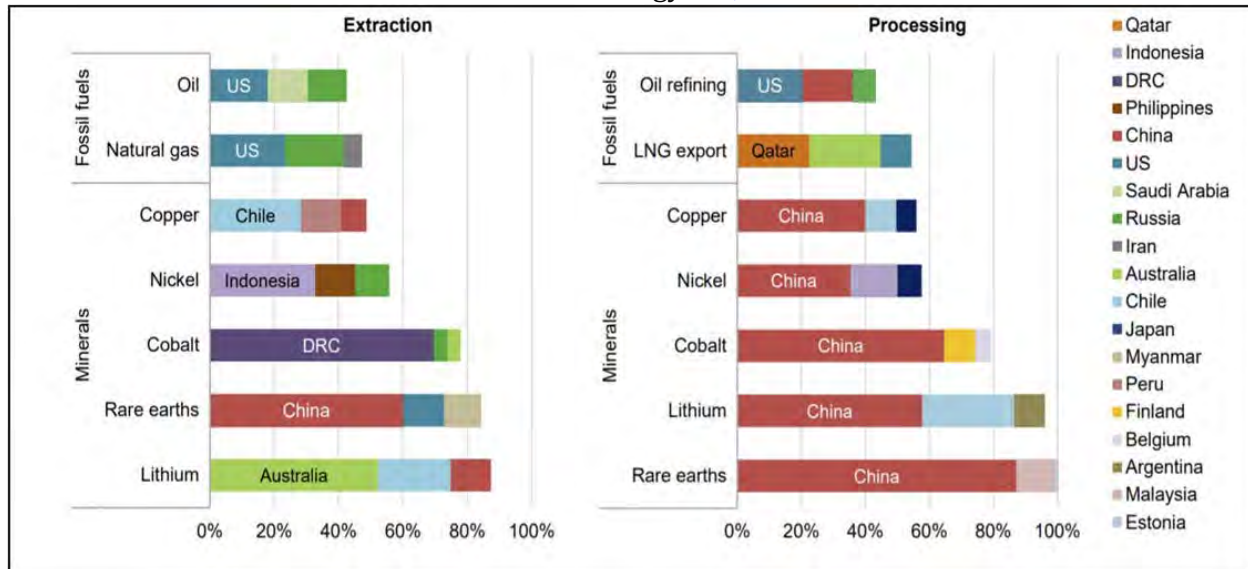 Extraction
Fossil fuels
Oil
US
Natural gas
US
Minerals
Copper
Chile
Nickel
Indonesia
Cobalt
DRC
Rare earths
China
Lithium
Australia
0% 20% 40% 60% 80% 100%
Processing
Fossil fuels
Oil refining
US
LNG export
Qatar
Minerals
Copper
China
Nickel
China
Cobalt
China
Lithium
China
Rare earths
China
0% 20% 40% 60% 80% 100%
Qatar
Indonesia
DRC
Philippines
China
US
Saudi Arabia
Russia
Iran
Australia
Chile
Japan
Myanmar
Peru
Finland
Belgium
Argentina
Malaysia
Estonia